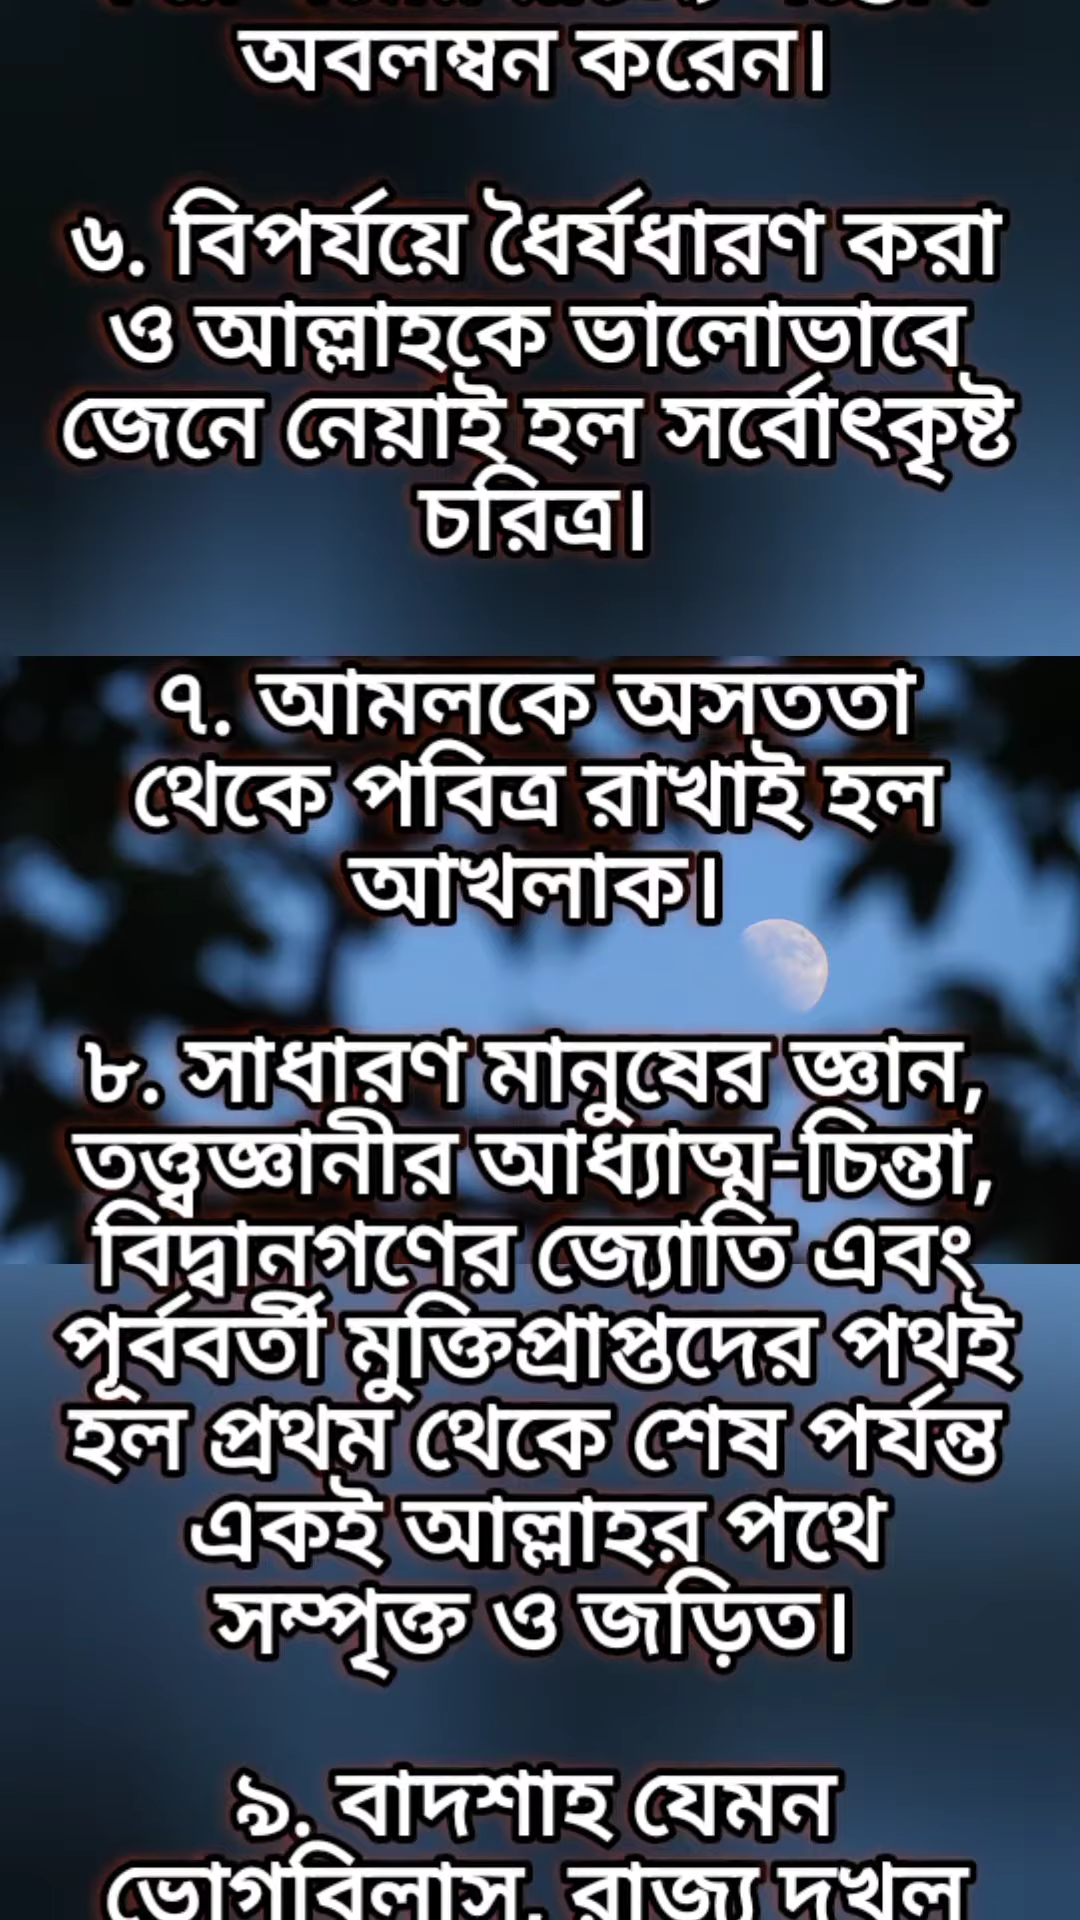 অবলম্বন করেন।
৬. বিপর্যয়ে ধৈর্যধারণ করা
ও আল্লাহকে ভালোভাবে
জেনে নেয়াই হল সর্বোৎকৃষ্ট
চরিত্র।
৭. আমলকে অসততা
থেকে পবিত্র রাখাই হল
আখলাক।
৮. সাধারণ মানুষের জ্ঞান,
তত্ত্বজ্ঞানীর আধ্যাত্ম-চিন্তা,
বিদ্বানগণের জ্যোতি এবং
পূর্ববর্তী মুক্তিপ্রাপ্তদের পথই
হল প্রথম থেকে শেষ পর্যন্ত
একই আল্লাহর পথে
সম্পৃক্ত ও জড়িত।
৯. বাদশাহ যেমন
ভোগবিলাস, রাজ্য দখল